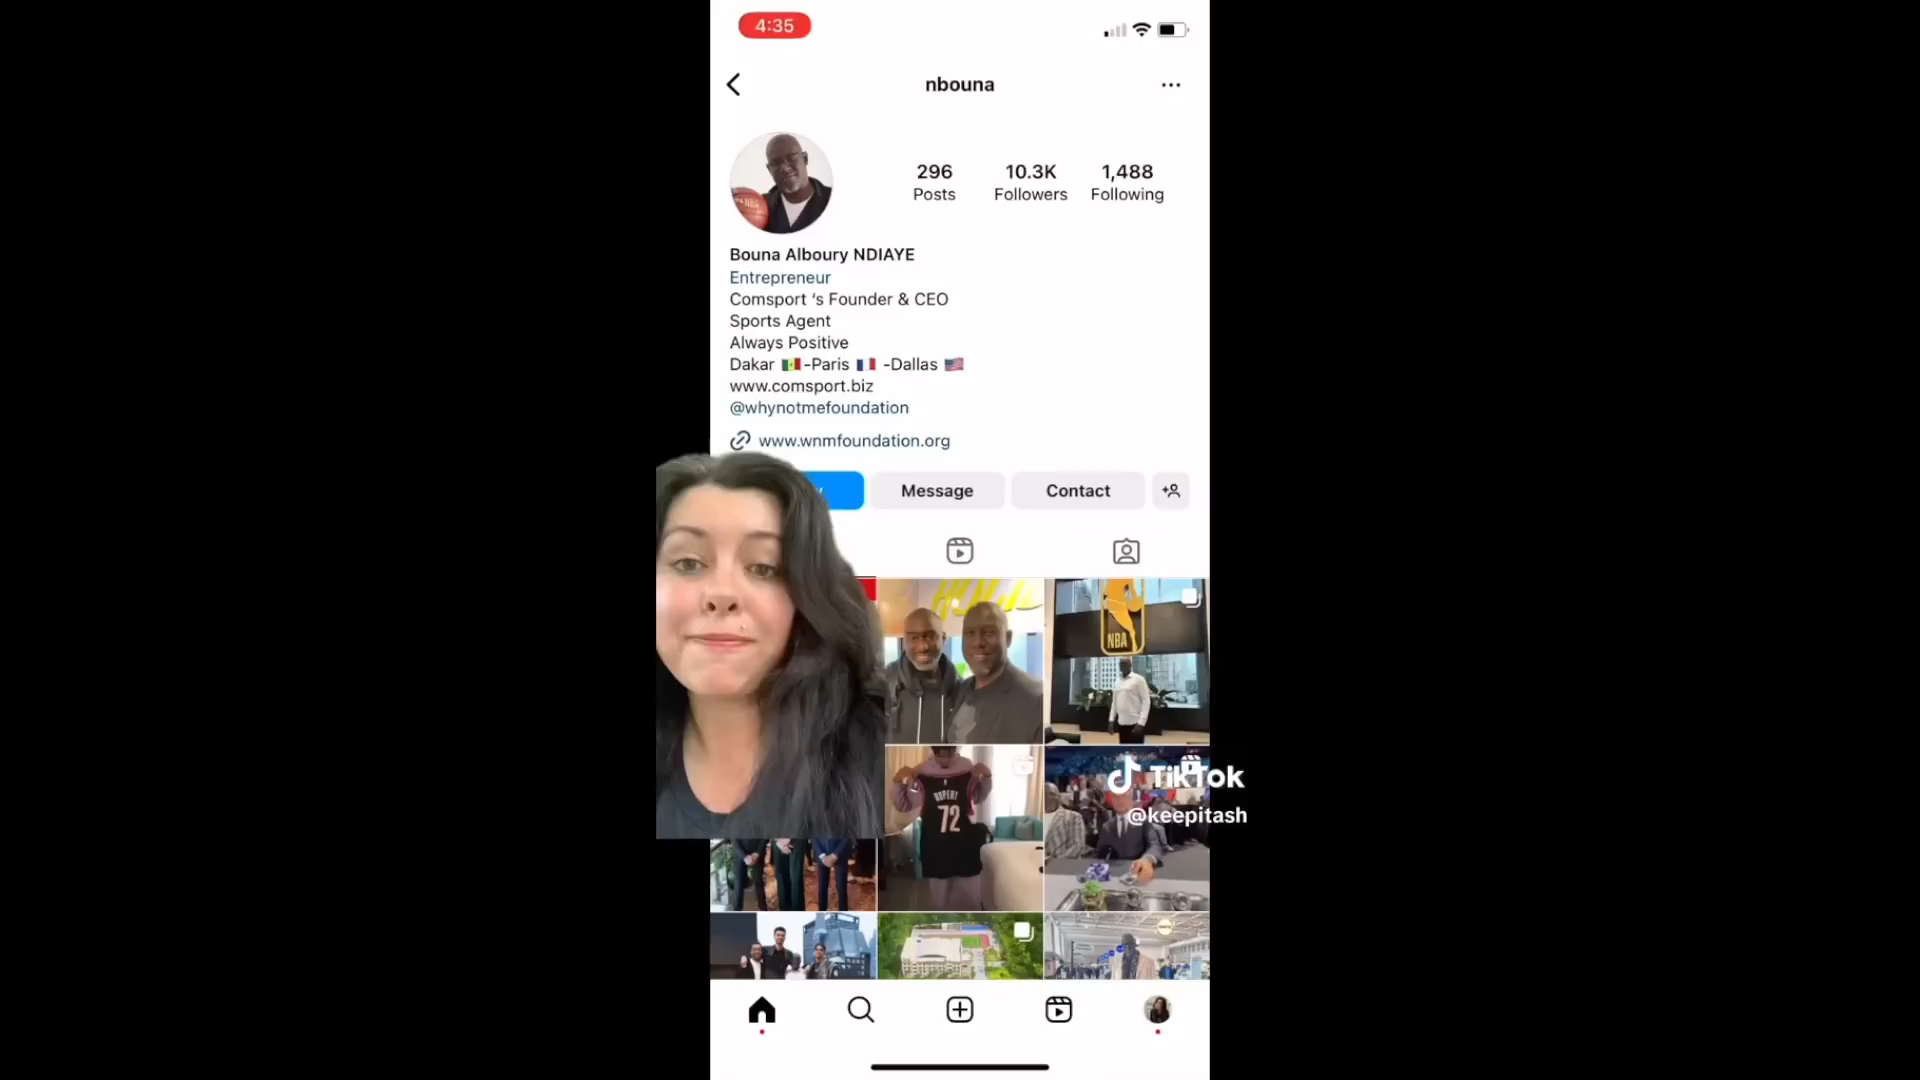 4:35
nbouna
296
Posts
10.3K
Followers
1,488
Following
Bouna Alboury NDIAYE
Entrepreneur
Comsport ‘s Founder & CEO
Sports Agent
Always Positive
Dakar 🇸🇳-Paris 🇫🇷 -Dallas 🇺🇸
www.comsport.biz
@whynotmefoundation
www.wnmfoundation.org
Message
Contact
NBA
NBA
RUPERT
72
TikTok
@keepitash